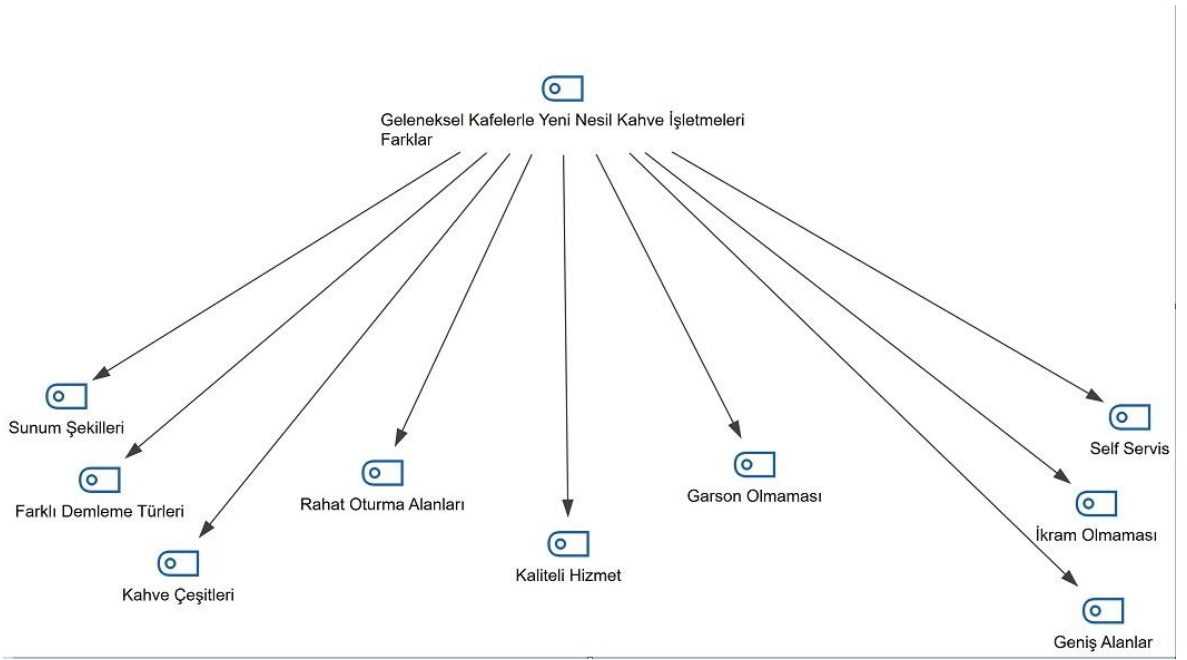 Geleneksel Kafelerle Yeni Nesil Kahve İşletmeleri
Farklar
Sunum Şekilleri
Farklı Demleme Türleri
Kahve Çeşitleri
Rahat Oturma Alanları
Kaliteli Hizmet
Garson Olmaması
Self Servis
İkram Olmaması
Geniş Alanlar